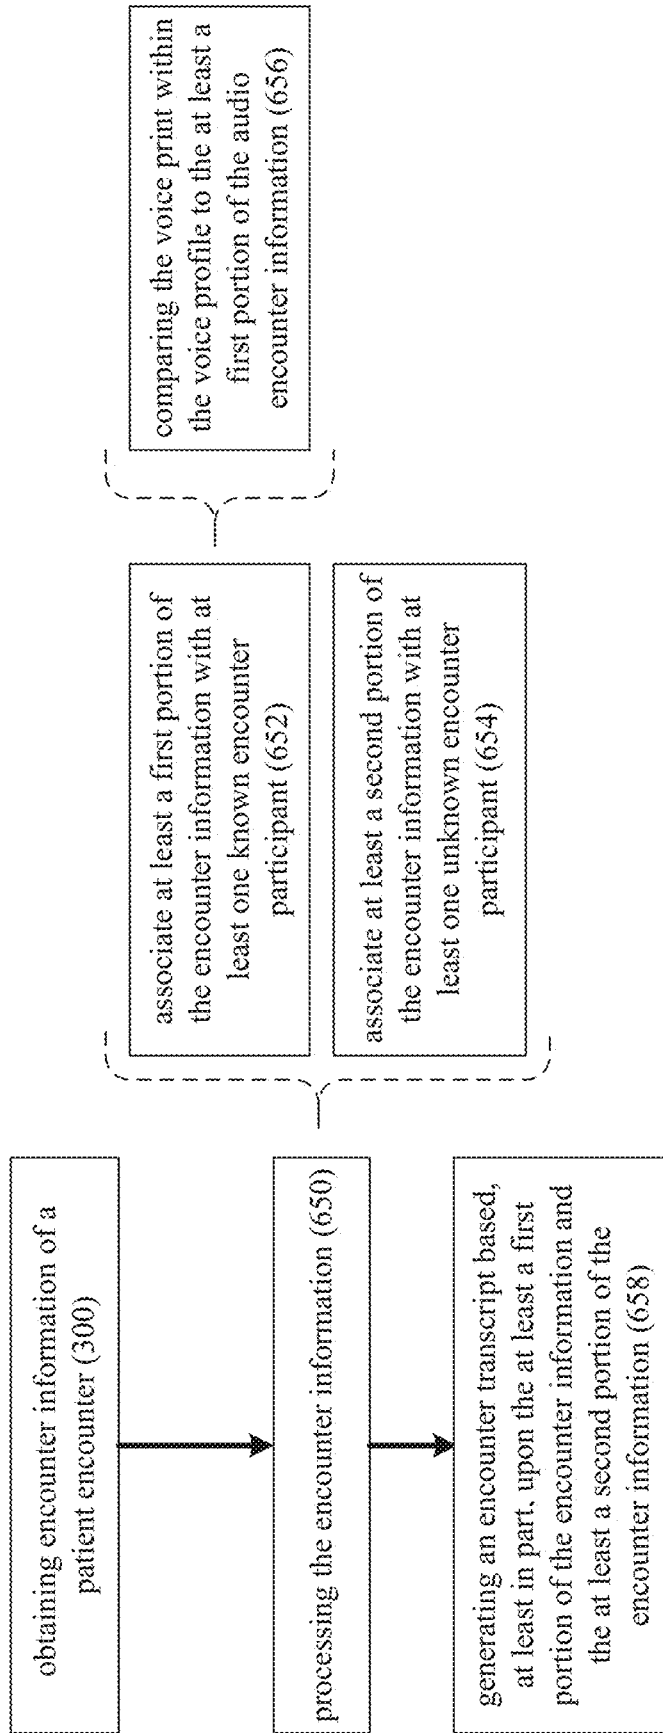 obtaining encounter information of a
patient encounter (300)
processing the encounter information (650)
generating an encounter transcript based,
at least in part, upon the at least a first
portion of the encounter information and
the at least a second portion of the
encounter information (658)
associate at least a first portion of
the encounter information with at
least one known encounter
participant (652)
associate at least a second portion of
the encounter information with at
least one unknown encounter
participant (654)
comparing the voice print within
the voice profile to the at least a
first portion of the audio
encounter information (656)